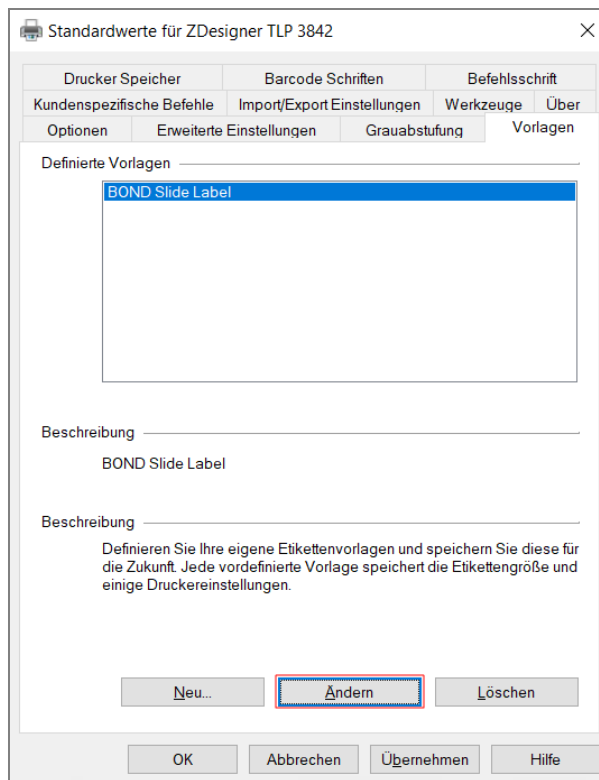 Standardwerte für ZDesigner TLP 3842
Drucker Speicher Barcode Schriften Befehlsschrift
Kundenspezifische Befehle Import/Export Einstellungen Werkzeuge Über
Optionen Erweiterte Einstellungen Grauabstufung Vorlagen
Definierte Vorlagen
BOND Slide Label
Beschreibung
BOND Slide Label
Beschreibung
Definieren Sie Ihre eigene Etikettenvorlagen und speichern Sie diese für
die Zukunft. Jede vordefinierte Vorlage speichert die Etikettengröße und
einige Druckereinstellungen.
Neu... Ändern Löschen
OK Abbrechen Übernehmen Hilfe